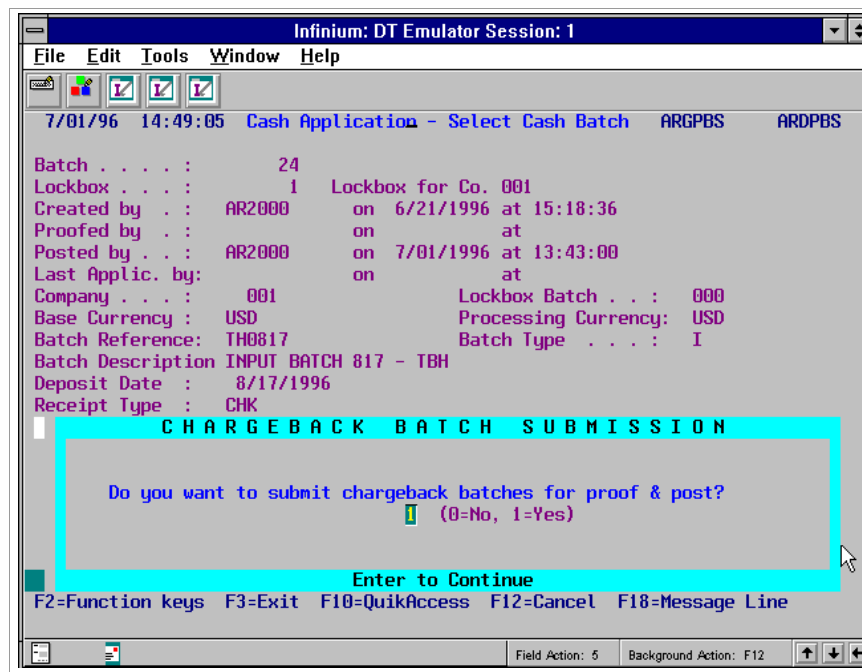 Infinium: DT Emulator Session: 1
File Edit Tools Window Help
7/01/96 14:49:05 Cash Application - Select Cash Batch ARGPBS ARDPBS
Batch . . . . : 24
Lockbox . . . : 1 Lockbox for Co. 001
Created by . : AR2000 on 6/21/1996 at 15:18:36
Proofed by . : on at
Posted by . . : AR2000 on 7/01/1996 at 13:43:00
Last Applic. by: on at
Company . . . : 001 Lockbox Batch . . : 000
Base Currency : USD Processing Currency: USD
Batch Reference: TH0817 Batch Type . . . : I
Batch Description INPUT BATCH 817 - TBH
Deposit Date : 8/17/1996
Receipt Type : CHK
C H A R G E B A C K B A T C H S U B M I S S I O N
Do you want to submit chargeback batches for proof & post?
1 (0=No, 1=Yes)
Enter to Continue
F2=Function keys F3=Exit F10=QuikAccess F12=Cancel F18=Message Line
Field Action: 5 Background Action: F12